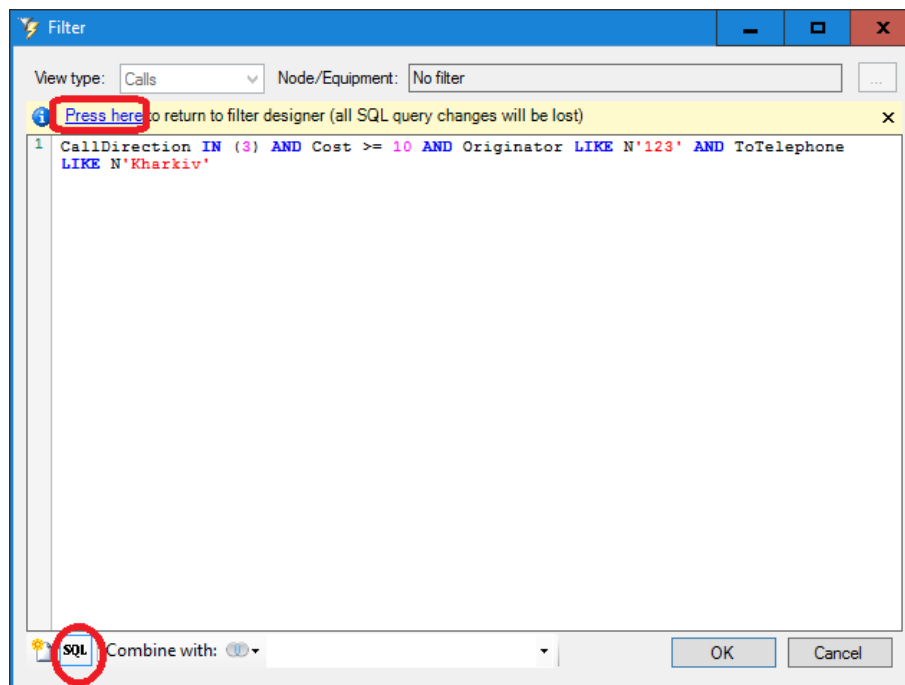 Filter
View type: Calls Node/Equipment: No filter ...
Press here to return to filter designer (all SQL query changes will be lost)
1 CallDirection IN (3) AND Cost >= 10 AND Originator LIKE N'123' AND ToTelephone
LIKE N'Kharkiv'
SQL Combine with: OK Cancel